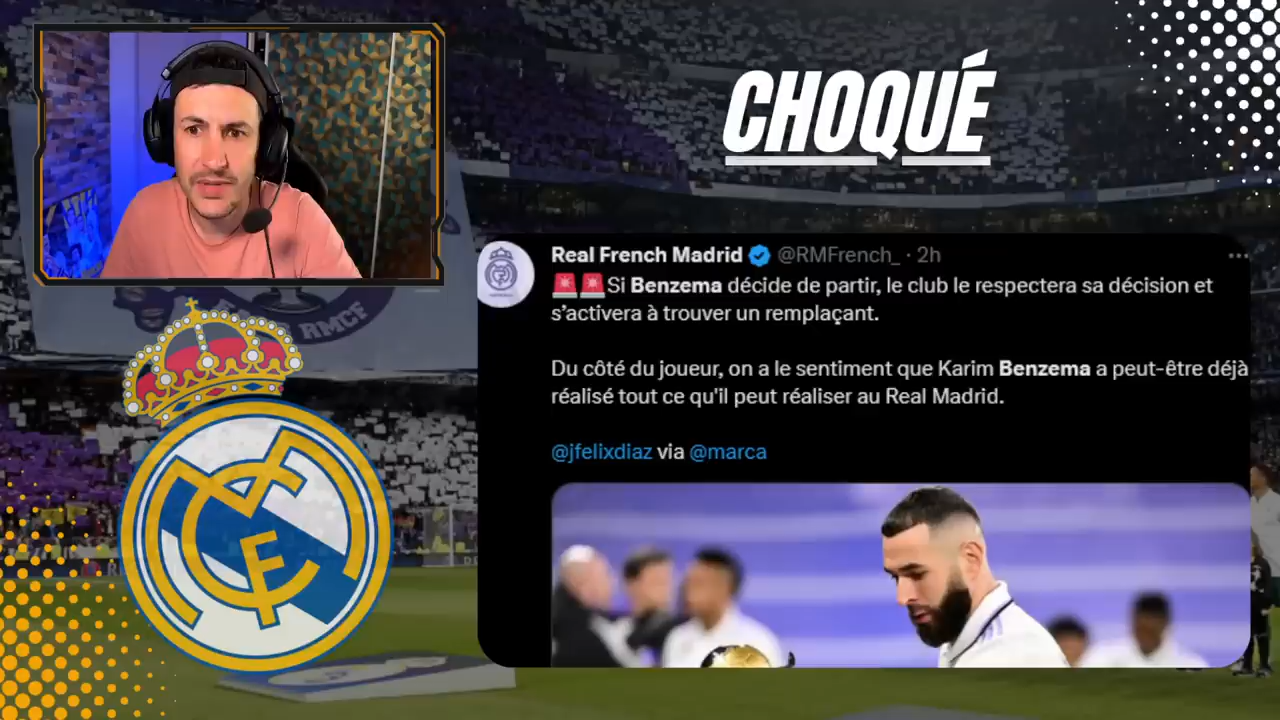 CHOQUÉ
Real French Madrid @RMFrench_ · 2h
🚨🚨Si Benzema décide de partir, le club le respectera sa décision et
s'activera à trouver un remplaçant.
Du côté du joueur, on a le sentiment que Karim Benzema a peut-être déjà
réalisé tout ce qu'il peut réaliser au Real Madrid.
@jfelixdiaz via @marca
RMCF